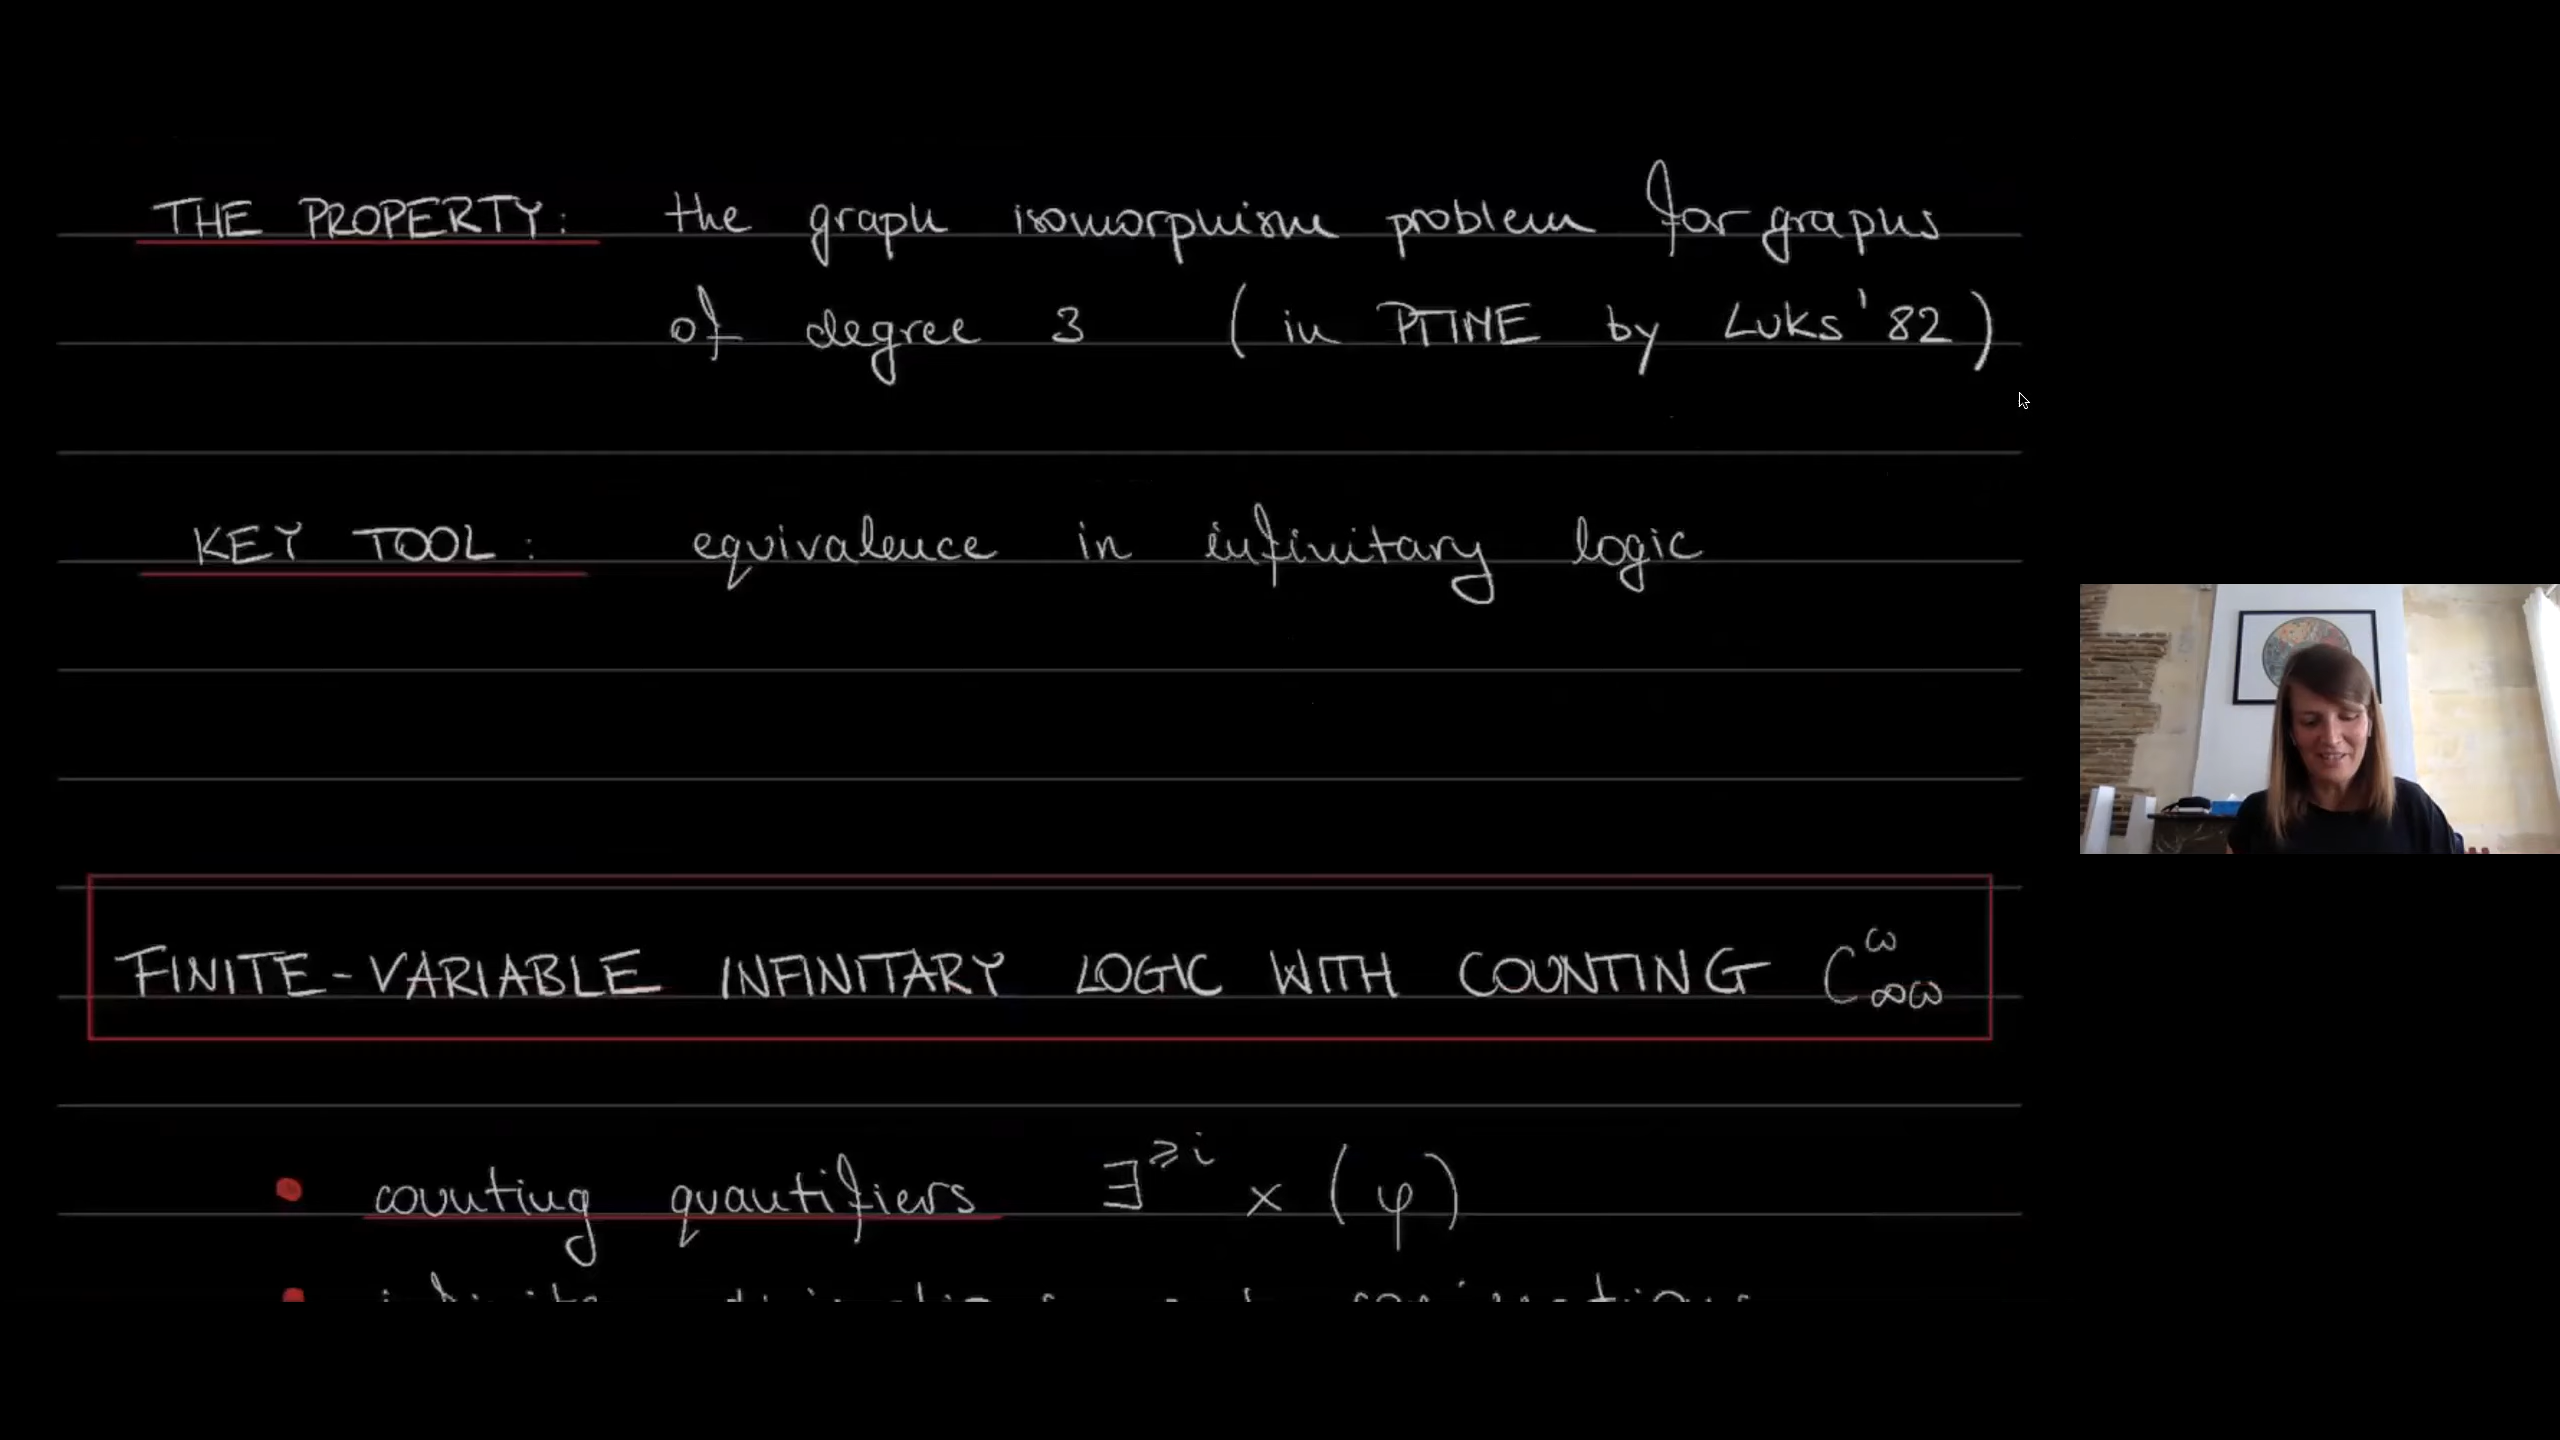 THE PROPERTY: the graph isomorphism problem for graphs
of degree 3 (in PTIME by Luks '82)
KEY TOOL: equivalence in infinitary logic
FINITE-VARIABLE INFINITARY LOGIC WITH COUNTING C^ω_∞ω
• counting quantifiers ∃^≥i x (φ)